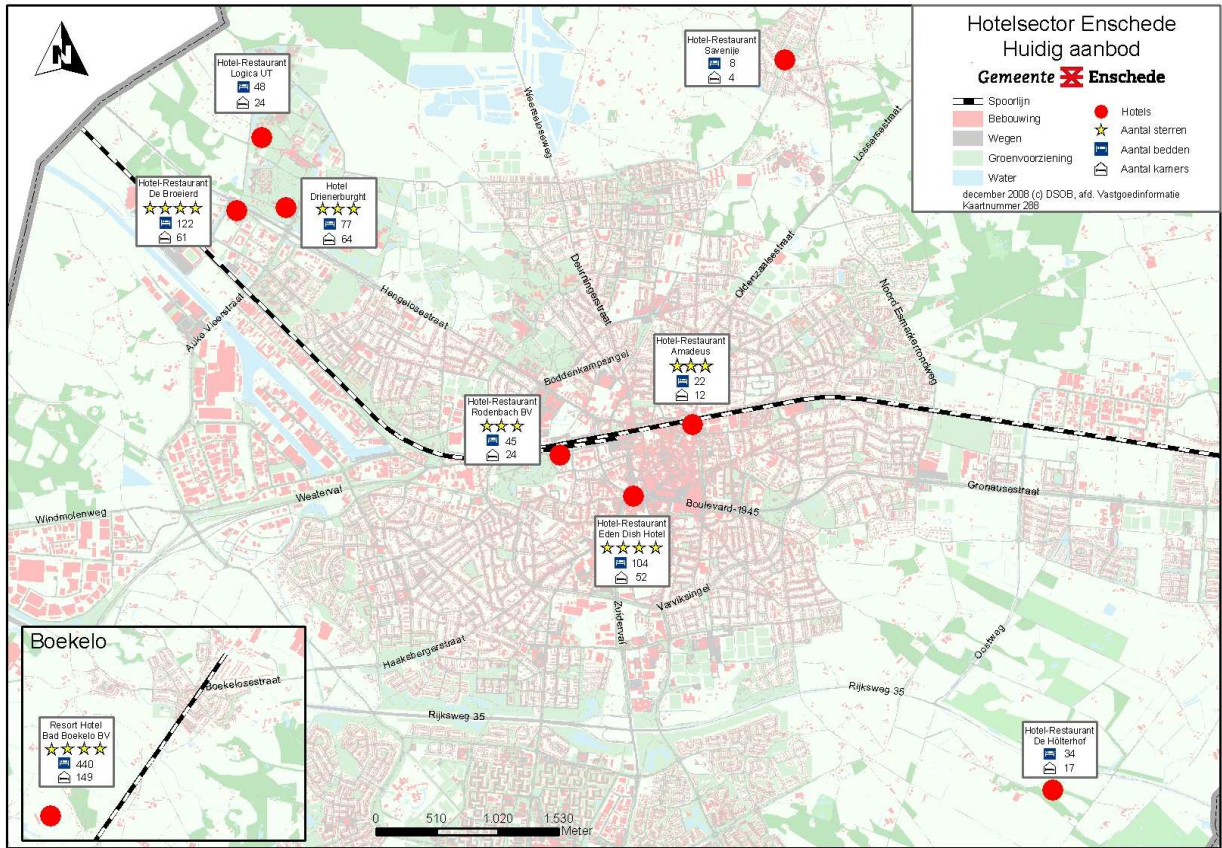 N
Hotelsector Enschede
Huidig aanbod
Gemeente Enschede
Spoorlijn
Bebouwing
Wegen
Groenvoorziening
Water
Hotels
Aantal sterren
Aantal bedden
Aantal kamers
december 2008 (c) DSOB, afd. Vastgoedinformatie
Kaartnummer 286
Hotel-Restaurant
Logica UT
48
24
Hotel-Restaurant
Savenije
8
4
Hotel-Restaurant
De Broeierd
122
61
Hotel
Drienerburght
77
64
Hotel-Restaurant
Amadeus
22
12
Hotel-Restaurant
Rodenbach BV
45
24
Hotel-Restaurant
Eden Dish Hotel
104
52
Hotel-Restaurant
De Hölterhof
34
17
Boekelo
Boekelosestraat
Resort Hotel
Bad Boekelo BV
440
149
Weerseloseweg
Lossersestraat
Oldenzaalsestraat
Deurningerstraat
Noord Esmarkerrondweg
Hengelosestraat
Auke Vleerstraat
Boddenkampsingel
Westerval
Windmolenweg
Gronausestraat
Boulevard-1945
Varviksingel
Zuiderval
Haaksbergerstraat
Oostweg
Rijksweg 35
Rijksweg 35
0 510 1.020 1.530
Meter